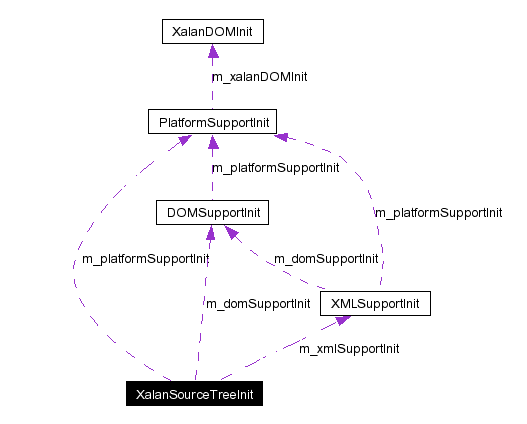 XalanDOMInit
m_xalanDOMInit
PlatformSupportInit
m_platformSupportInit
DOMSupportInit
m_platformSupportInit
m_platformSupportInit
m_domSupportInit
m_domSupportInit
XMLSupportInit
m_xmlSupportInit
XalanSourceTreeInit